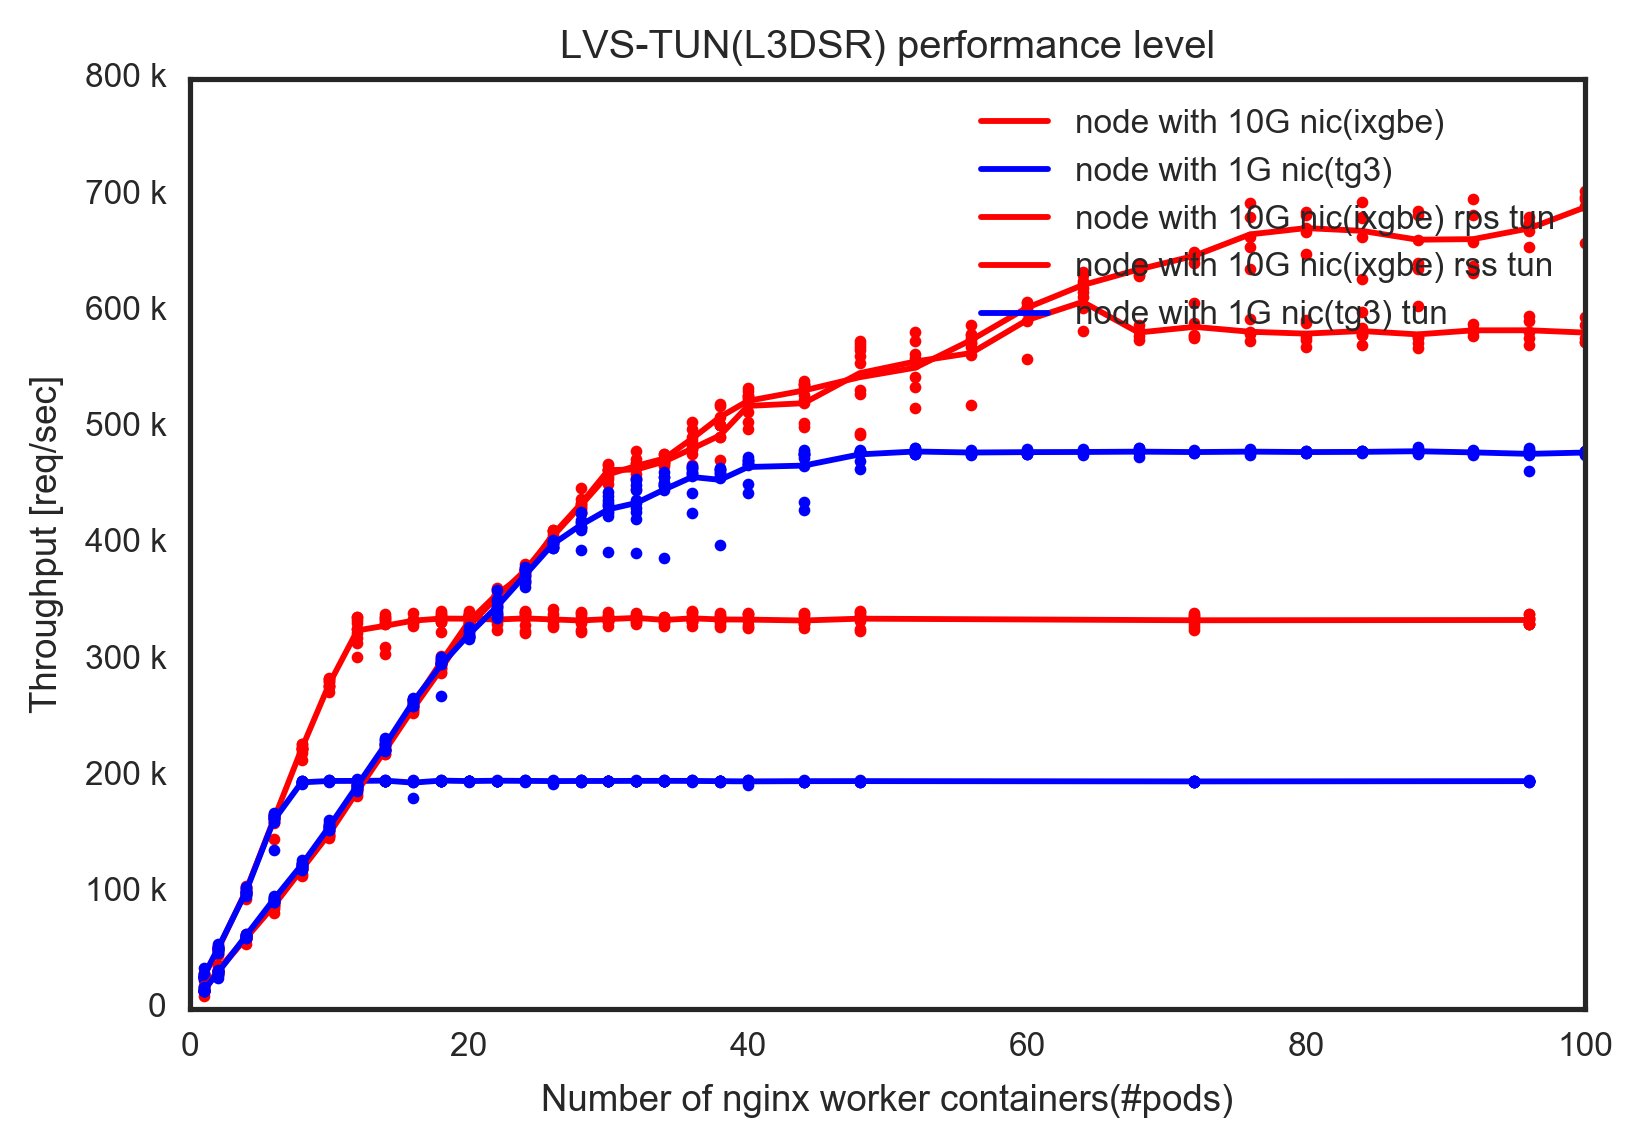 LVS-TUN(L3DSR) performance level
800 k
700 k
600 k
500 k
400 k
300 k
200 k
100 k
0
Throughput [req/sec]
node with 10G nic(ixgbe)
node with 1G nic(tg3)
node with 10G nic(ixgbe) rps tun
node with 10G nic(ixgbe) rss tun
node with 1G nic(tg3) tun
0 20 40 60 80 100
Number of nginx worker containers(#pods)